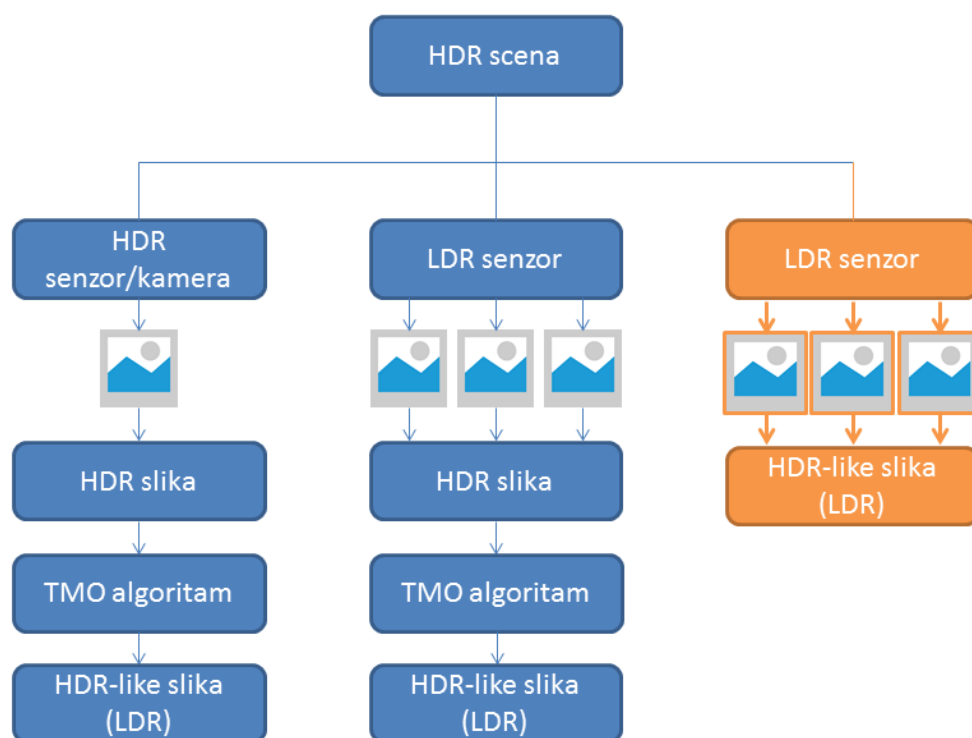 HDR scena
HDR
senzor/kamera
LDR senzor
LDR senzor
HDR slika
HDR slika
HDR-like slika
(LDR)
TMO algoritam
TMO algoritam
HDR-like slika
(LDR)
HDR-like slika
(LDR)